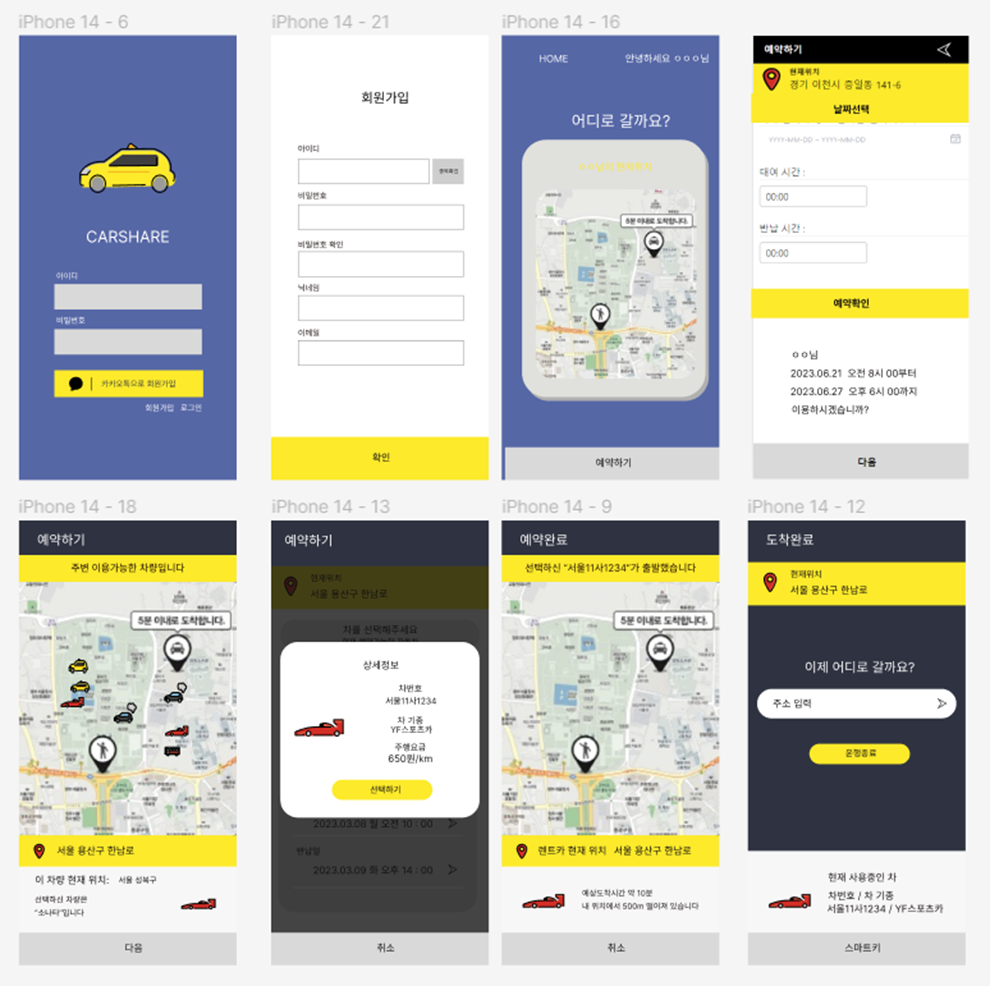 iPhone 14 - 6
CARSHARE
아이디
비밀번호
카카오톡으로 회원가입
회원가입 로그인
iPhone 14 - 21
회원가입
아이디
비밀번호
비밀번호 확인
닉네임
이메일
확인
iPhone 14 - 16
HOME 안녕하세요 ㅇㅇㅇ님
어디로 갈까요?
5분 이내로 도착합니다.
예약하기
예약하기
현재위치
경기 이천시 증일동 141-6
날짜선택
YYYY-MM-DD ~ YYYY-MM-DD
대여 시간 :
00:00
반납 시간 :
00:00
예약확인
ㅇㅇ님
2023.06.21 오전 8시 00부터
2023.06.27 오후 6시 00까지
이용하시겠습니까?
다음
iPhone 14 - 18
예약하기
주변 이용가능한 차량입니다
5분 이내로 도착합니다.
서울 용산구 한남로
이 차량 현재 위치: 서울 성북구
선택하신 차량은
"소나타"입니다
다음
iPhone 14 - 13
예약하기
현재위치
서울 용산구 한남로
차를 선택해주세요
상세정보
차번호
서울11사1234
차 기종
YF스포츠카
주행요금
650원/km
선택하기
2023.03.06 월 오전 10 : 00
반납일
2023.03.09 화 오후 14 : 00
취소
iPhone 14 - 9
예약완료
선택하신 "서울11사1234"가 출발했습니다
5분 이내로 도착합니다.
렌트카 현재 위치 서울 용산구 한남로
예상도착시간 약 10분
내 위치에서 500m 떨어져 있습니다
취소
iPhone 14 - 12
도착완료
현재위치
서울 용산구 한남로
이제 어디로 갈까요?
주소 입력
운행종료
현재 사용중인 차
차번호 / 차 기종
서울11사1234 / YF스포츠카
스마트키